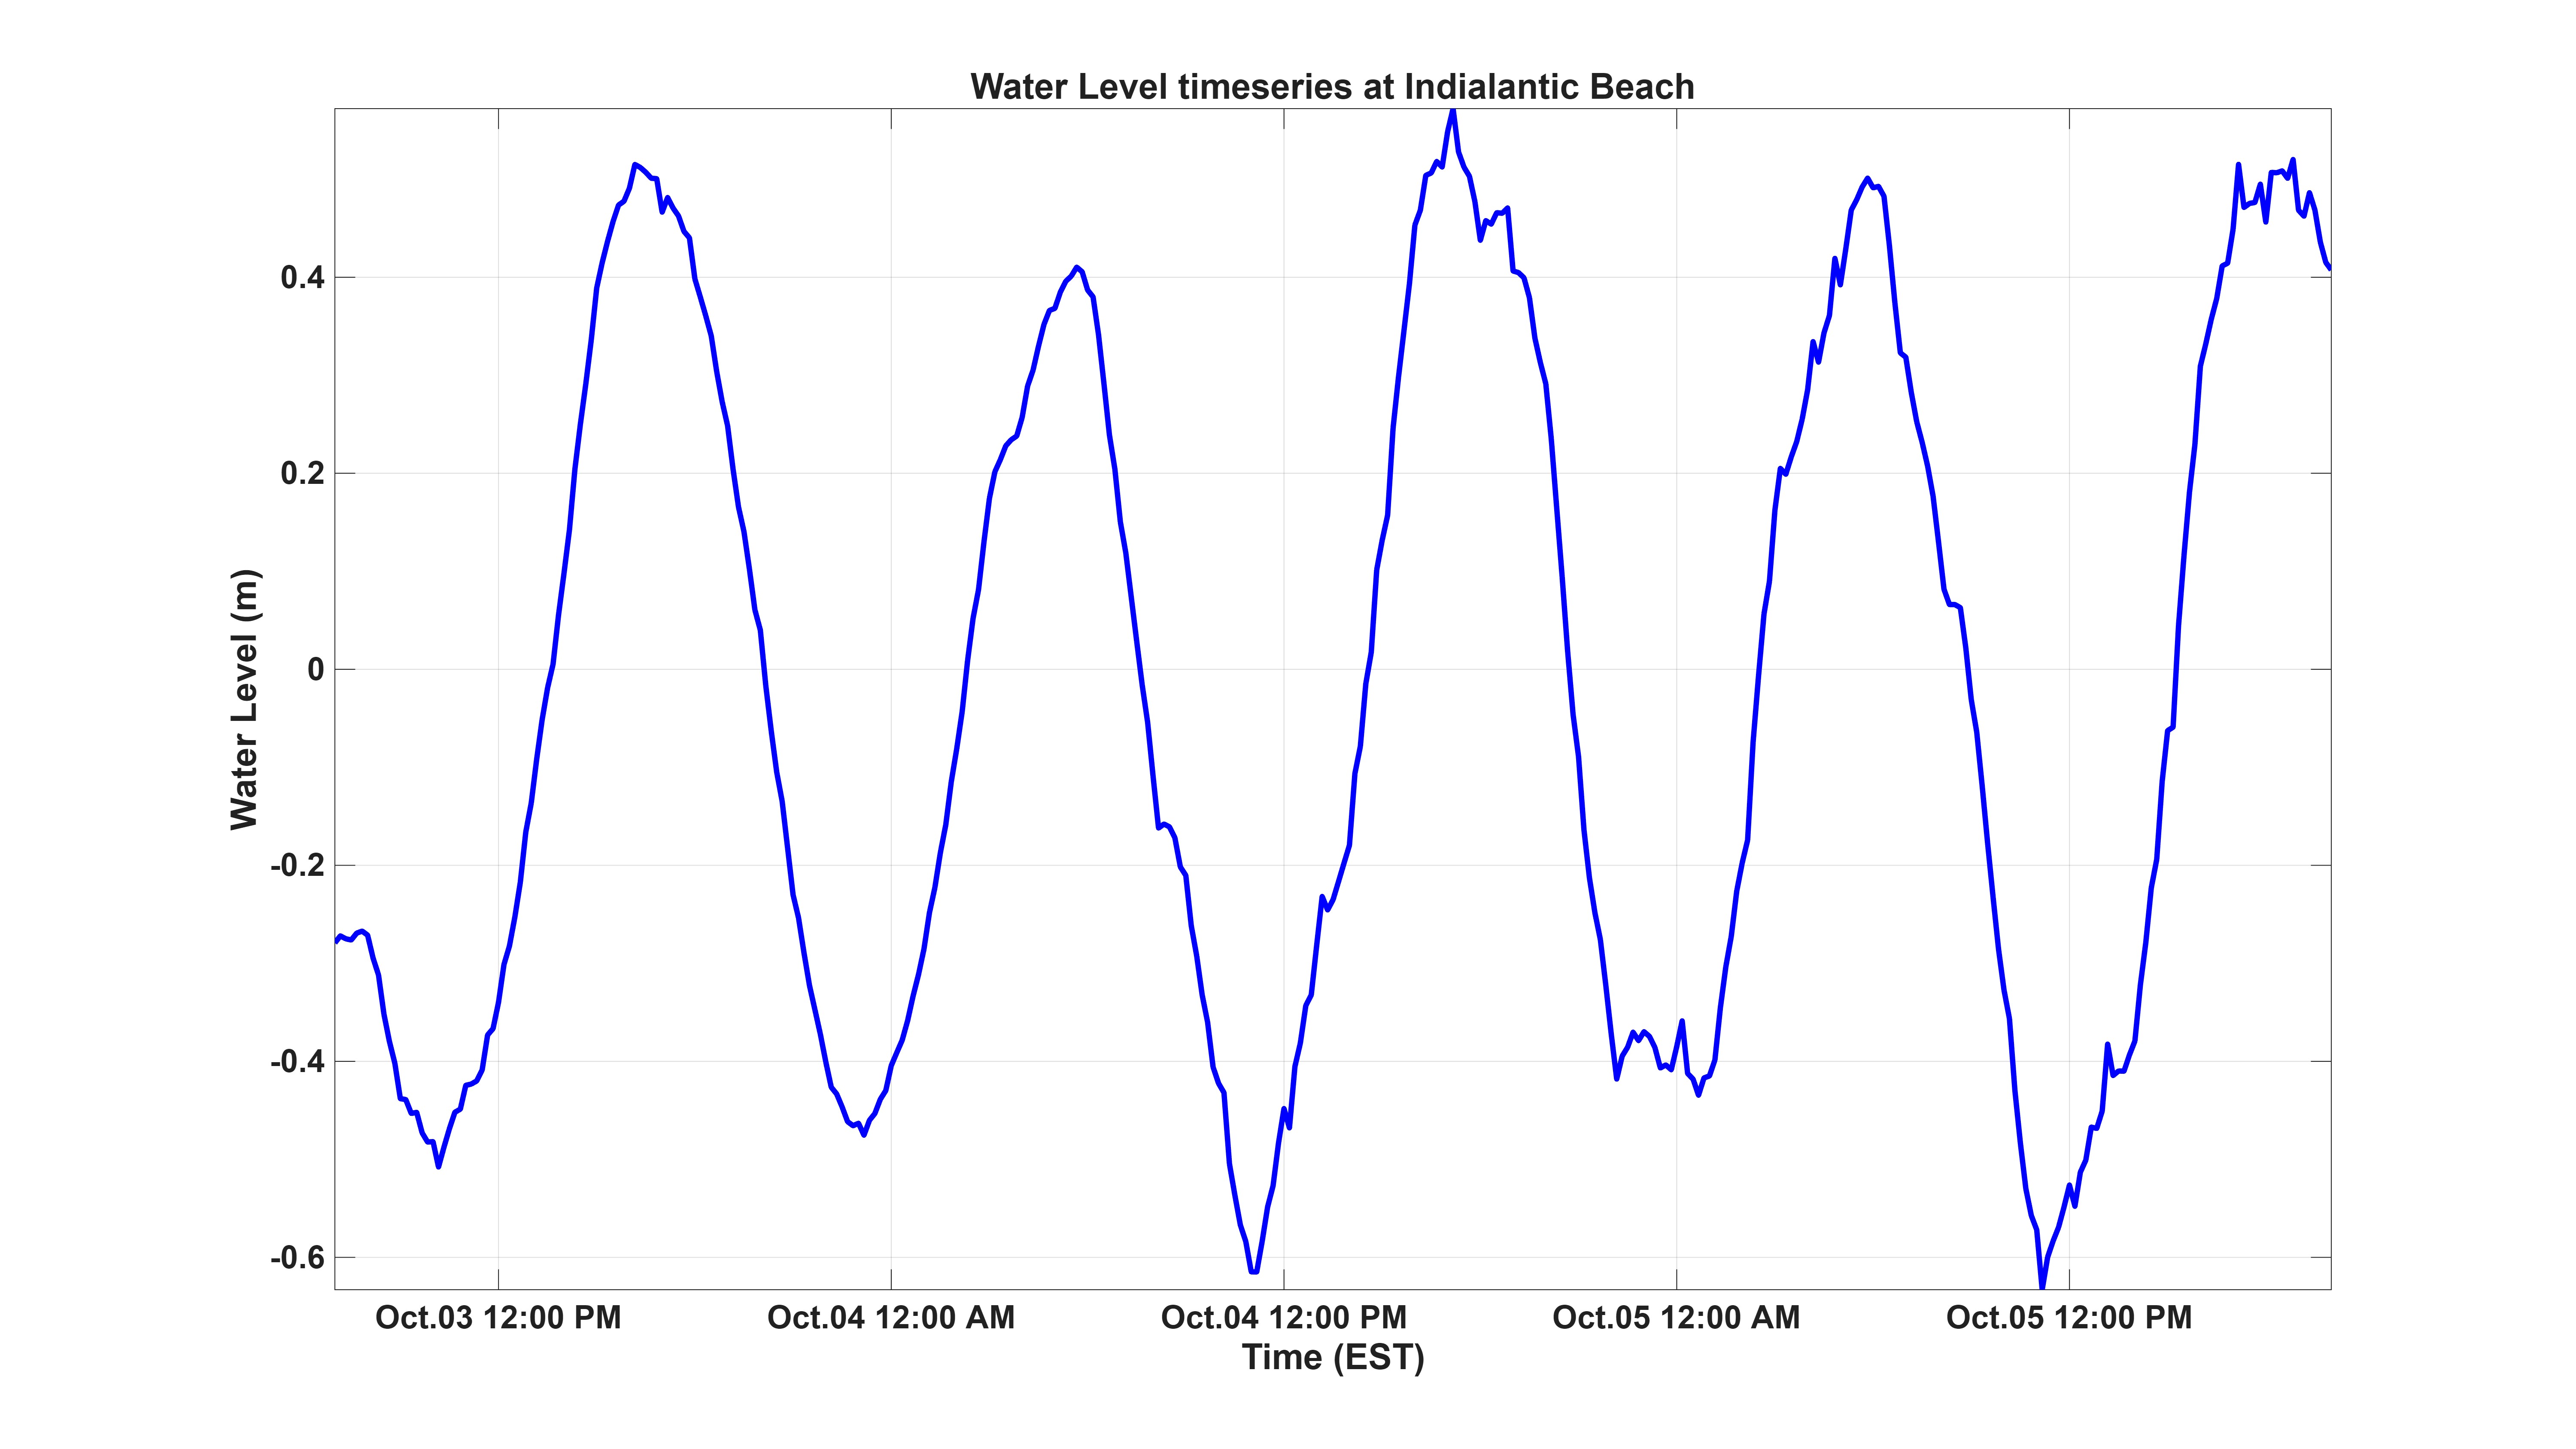 Water Level timeseries at Indialantic Beach
Water Level (m)
0.4
0.2
0
-0.2
-0.4
-0.6
Oct.03 12:00 PM
Oct.04 12:00 AM
Oct.04 12:00 PM
Oct.05 12:00 AM
Oct.05 12:00 PM
Time (EST)